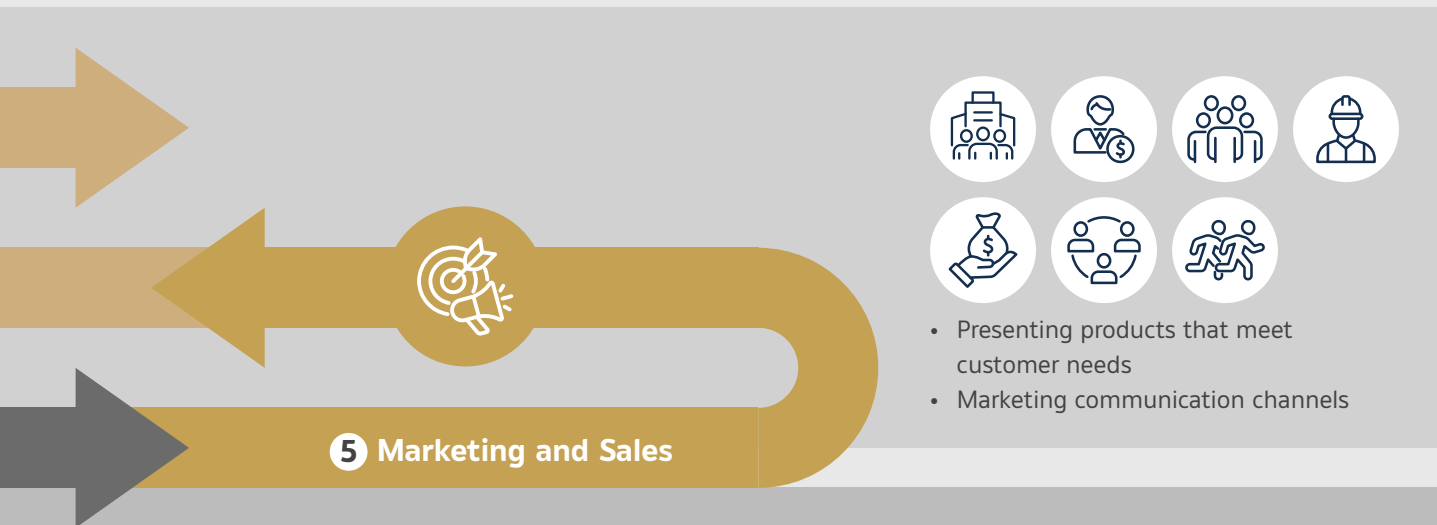 • Presenting products that meet
customer needs
• Marketing communication channels
5 Marketing and Sales